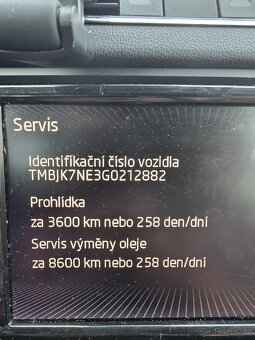 Servis
Identifikační číslo vozidla
TMBJK7NE3G0212882
Prohlídka
za 3600 km nebo 258 den/dní
Servis výměny oleje
za 8600 km nebo 258 den/dní